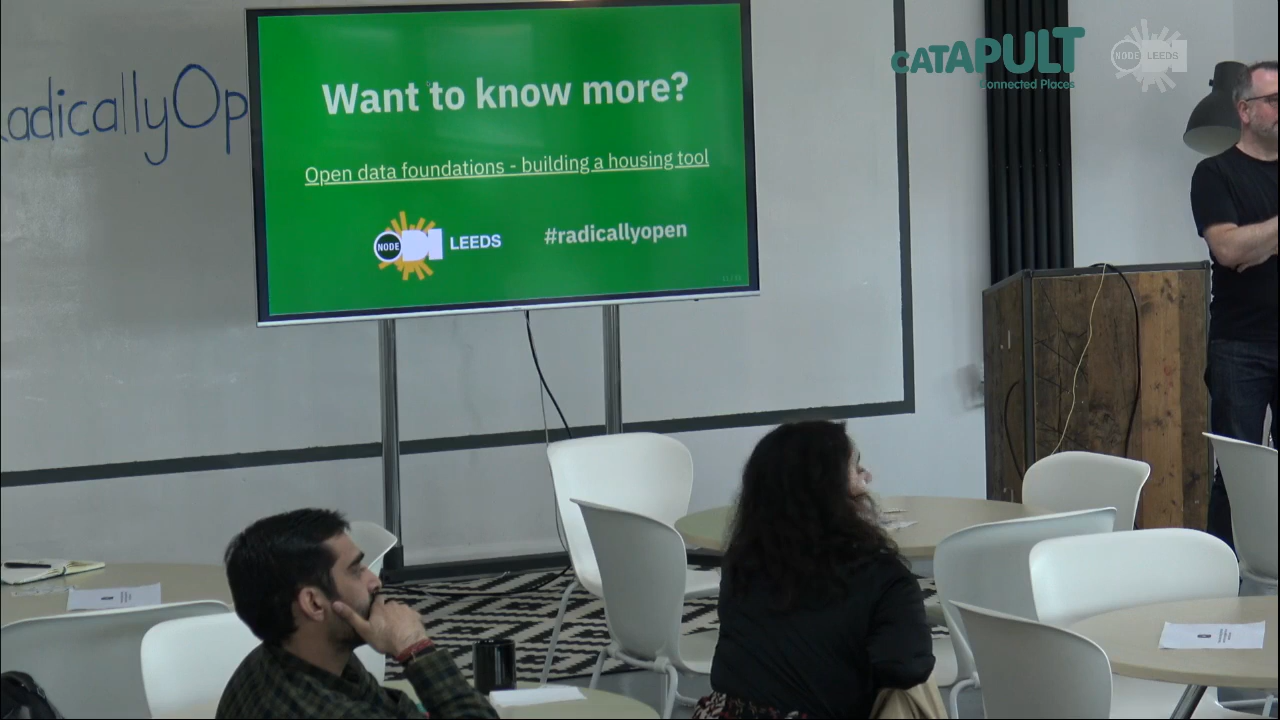 RadicallyOp
Want to know more?
Open data foundations - building a housing tool
NODE
LEEDS
#radicallyopen
CATAPULT
Connected Places
NODE
LEEDS